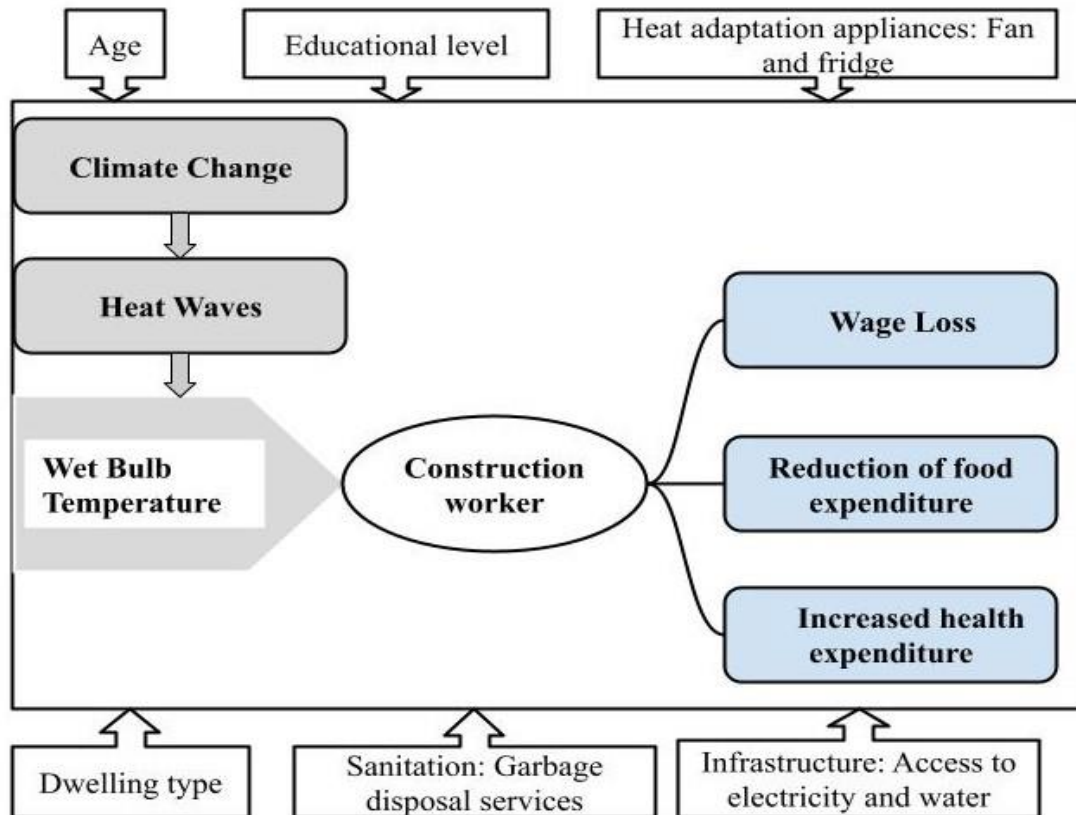 Age
Educational level
Heat adaptation appliances: Fan
and fridge
Climate Change
Heat Waves
Wet Bulb
Temperature
Construction
worker
Wage Loss
Reduction of food
expenditure
Increased health
expenditure
Dwelling type
Sanitation: Garbage
disposal services
Infrastructure: Access to
electricity and water